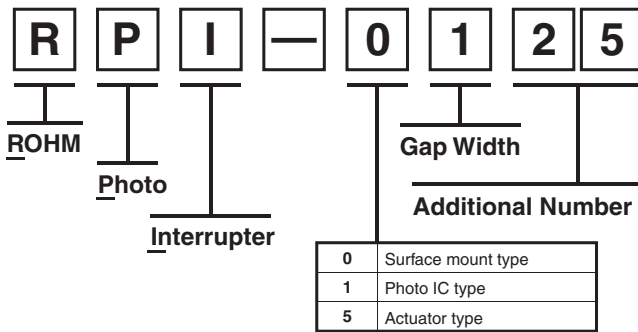 R P I — 0 1 2 5
ROHM
Gap Width
Photo
Additional Number
Interrupter
0 Surface mount type
1 Photo IC type
5 Actuator type